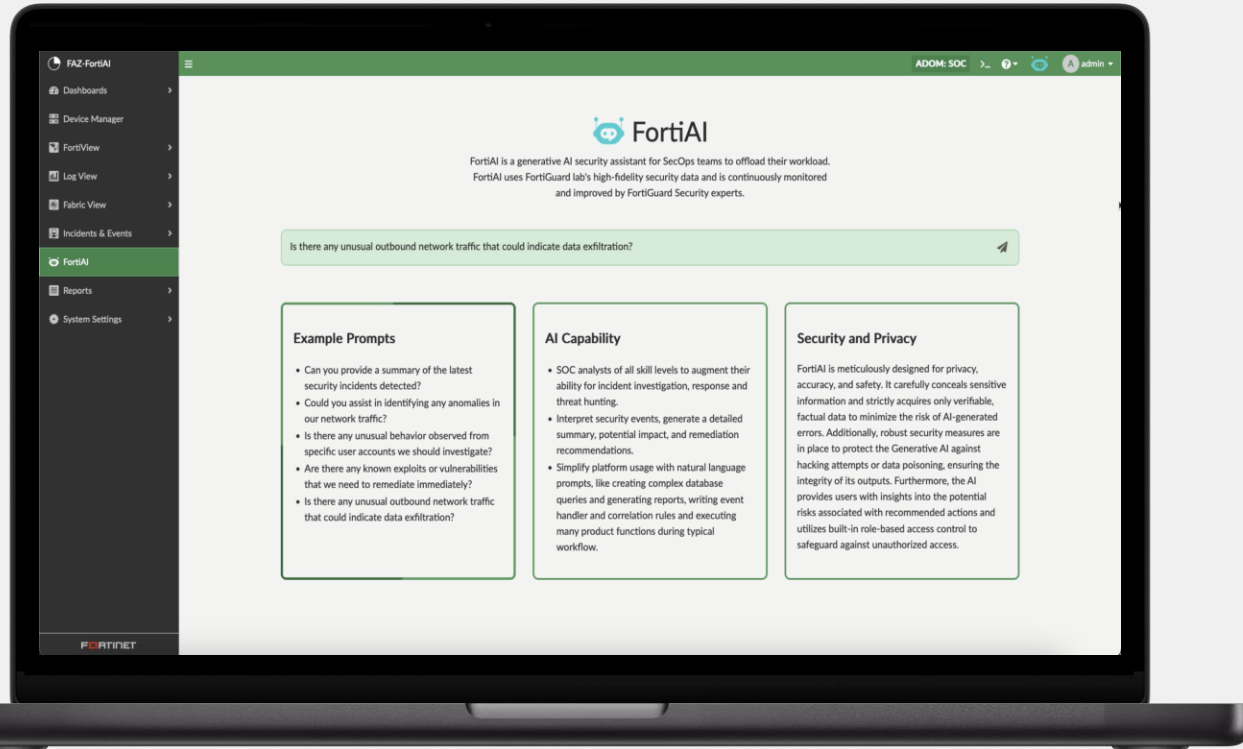 FAZ-FortiAI
ADOM: SOC
A admin
Dashboards
Device Manager
FortiView
Log View
Fabric View
Incidents & Events
FortiAI
Reports
System Settings
FORTINET
FortiAI
FortiAI is a generative AI security assistant for SecOps teams to offload their workload.
FortiAI uses FortiGuard lab's high-fidelity security data and is continuously monitored
and improved by FortiGuard Security experts.
Is there any unusual outbound network traffic that could indicate data exfiltration?
Example Prompts
• Can you provide a summary of the latest
security incidents detected?
• Could you assist in identifying any anomalies in
our network traffic?
• Is there any unusual behavior observed from
specific user accounts we should investigate?
• Are there any known exploits or vulnerabilities
that we need to remediate immediately?
• Is there any unusual outbound network traffic
that could indicate data exfiltration?
AI Capability
• SOC analysts of all skill levels to augment their
ability for incident investigation, response and
threat hunting.
• Interpret security events, generate a detailed
summary, potential impact, and remediation
recommendations.
• Simplify platform usage with natural language
prompts, like creating complex database
queries and generating reports, writing event
handler and correlation rules and executing
many product functions during typical
workflow.
Security and Privacy
FortiAI is meticulously designed for privacy,
accuracy, and safety. It carefully conceals sensitive
information and strictly acquires only verifiable,
factual data to minimize the risk of AI-generated
errors. Additionally, robust security measures are
in place to protect the Generative AI against
hacking attempts or data poisoning, ensuring the
integrity of its outputs. Furthermore, the AI
provides users with insights into the potential
risks associated with recommended actions and
utilizes built-in role-based access control to
safeguard against unauthorized access.